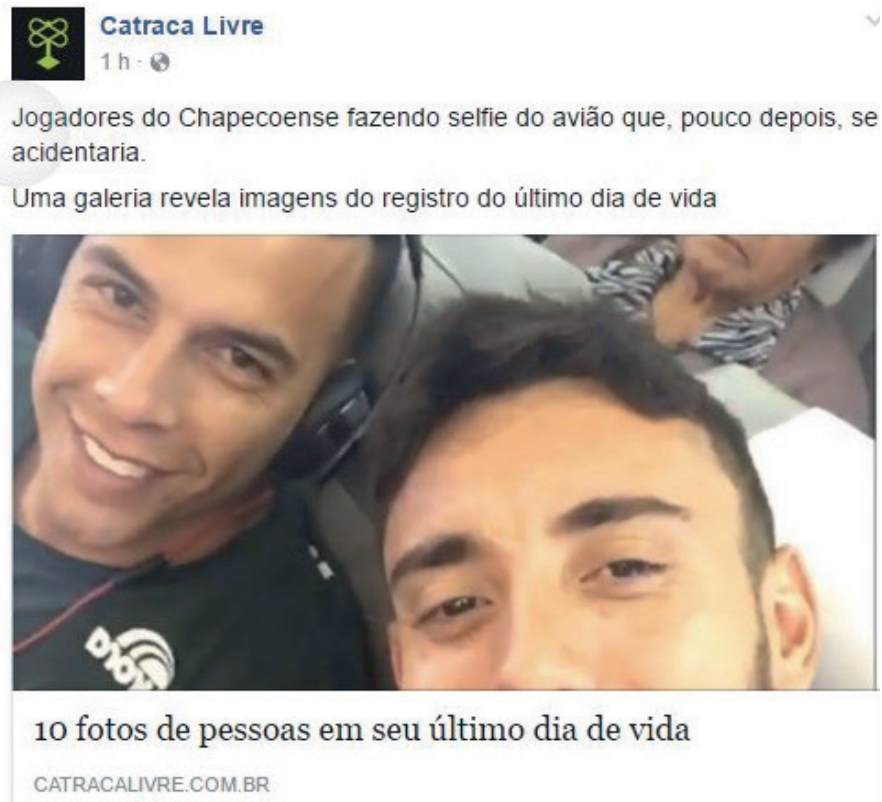 Catraca Livre
1 h ·
Jogadores do Chapecoense fazendo selfie do avião que, pouco depois, se
acidentaria.
Uma galeria revela imagens do registro do último dia de vida
10 fotos de pessoas em seu último dia de vida
CATRACALIVRE.COM.BR